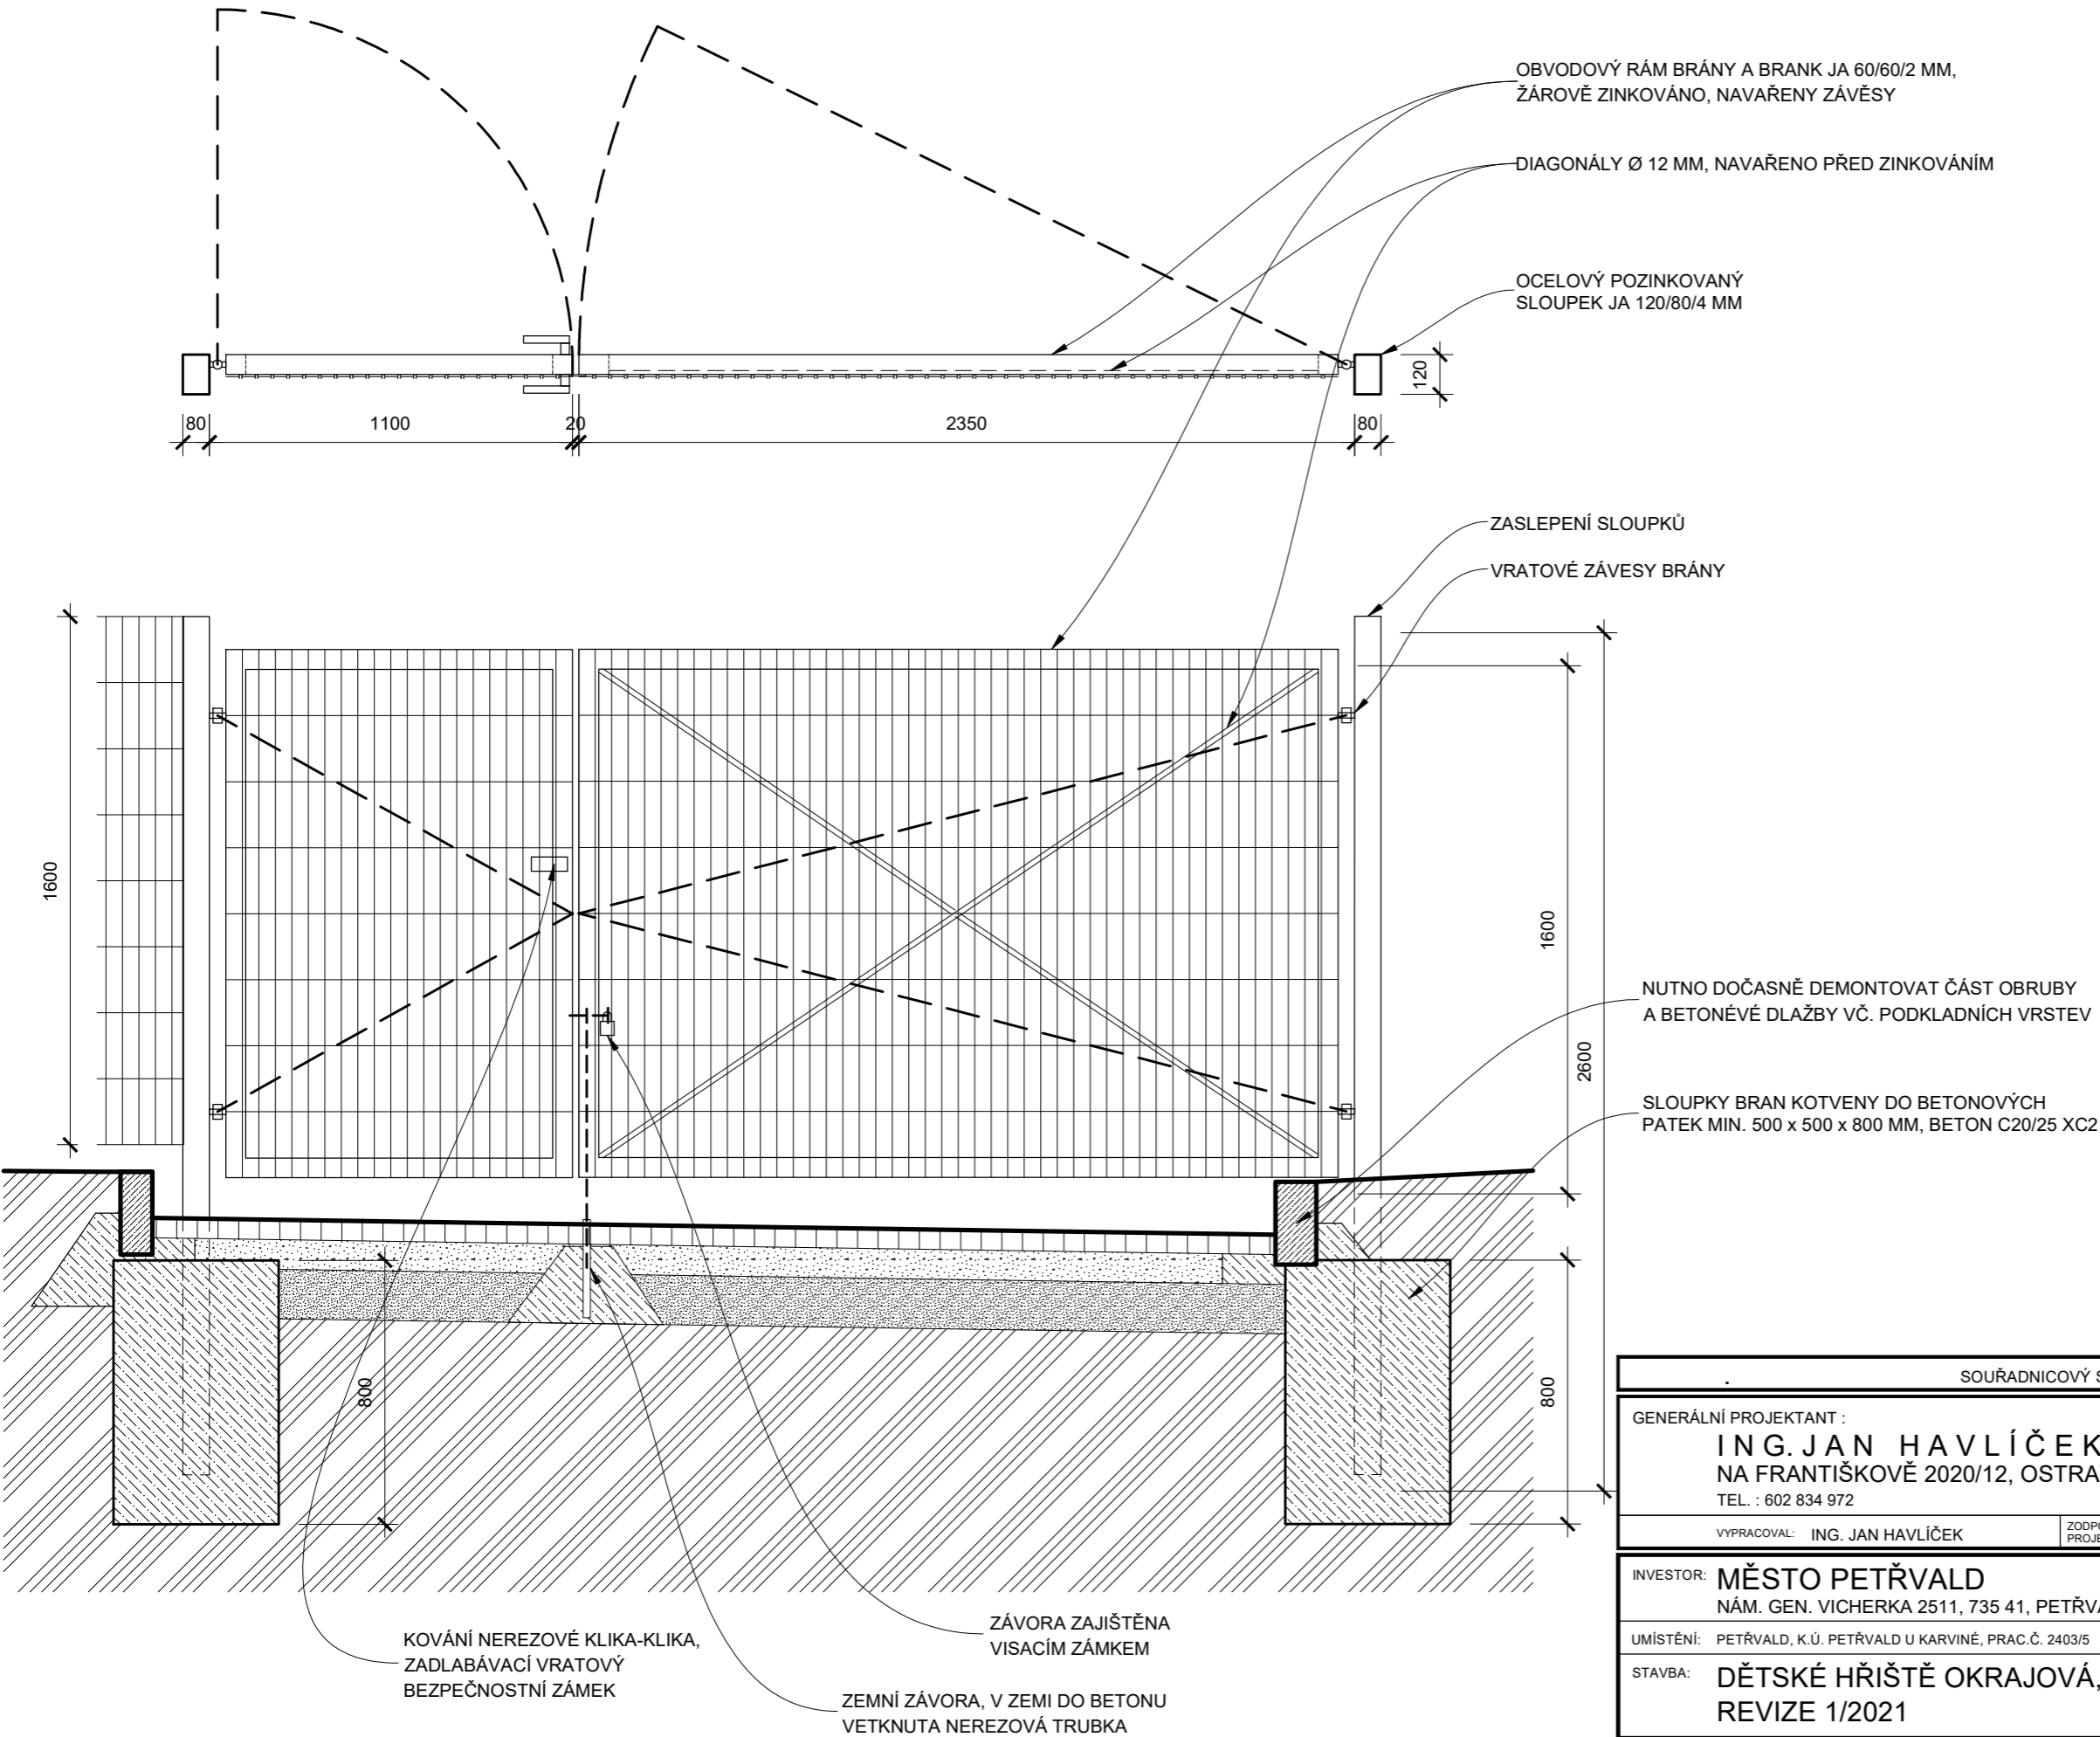 OBVODOVÝ RÁM BRÁNY A BRANK JA 60/60/2 MM,
ŽÁROVĚ ZINKOVÁNO, NAVAŘENY ZÁVĚSY
DIAGONÁLY Ø 12 MM, NAVAŘENO PŘED ZINKOVÁNÍM
OCELOVÝ POZINKOVANÝ
SLOUPEK JA 120/80/4 MM
120
80
1100
20
2350
80
ZASLEPENÍ SLOUPKŮ
VRATOVÉ ZÁVESY BRÁNY
1600
1600
2600
NUTNO DOČASNĚ DEMONTOVAT ČÁST OBRUBY
A BETONÉVÉ DLAŽBY VČ. PODKLADNÍCH VRSTEV
SLOUPKY BRAN KOTVENY DO BETONOVÝCH
PATEK MIN. 500 x 500 x 800 MM, BETON C20/25 XC2
800
800
KOVÁNÍ NEREZOVÉ KLIKA-KLIKA,
ZADLABÁVACÍ VRATOVÝ
BEZPEČNOSTNÍ ZÁMEK
ZÁVORA ZAJIŠTĚNA
VISACÍM ZÁMKEM
ZEMNÍ ZÁVORA, V ZEMI DO BETONU
VETKNUTA NEREZOVÁ TRUBKA
. SOUŘADNICOVÝ S
GENERÁLNÍ PROJEKTANT :
ING. JAN HAVLÍČEK
NA FRANTIŠKOVĚ 2020/12, OSTRA
TEL. : 602 834 972
VYPRACOVAL: ING. JAN HAVLÍČEK
ZODPO
PROJE
INVESTOR: MĚSTO PETŘVALD
NÁM. GEN. VICHERKA 2511, 735 41, PETŘVA
UMÍSTĚNÍ: PETŘVALD, K.Ú. PETŘVALD U KARVINÉ, PRAC.Č. 2403/5
STAVBA: DĚTSKÉ HŘIŠTĚ OKRAJOVÁ,
REVIZE 1/2021